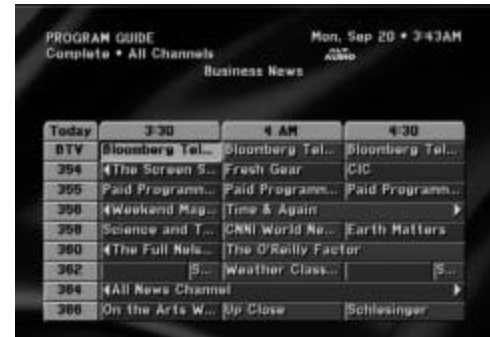 PROGRAM GUIDE Mon, Sep 20 • 3:43AM
Complete • All Channels ALT AUDIO
Business News
Today 3:30 4 AM 4:30
BTV Bloomberg Tel... Bloomberg Tel... Bloomberg Tel...
354 The Screen S... Fresh Gear CIC
355 Paid Programm... Paid Programm... Paid Programm...
356 Weekend Mag... Time & Again
358 Science and T... CNNI World Ne... Earth Matters
360 The Full Nels... The O'Reilly Factor
362 S... Weather Class... S...
364 All News Channel
366 On the Arts W... Up Close Schlesinger